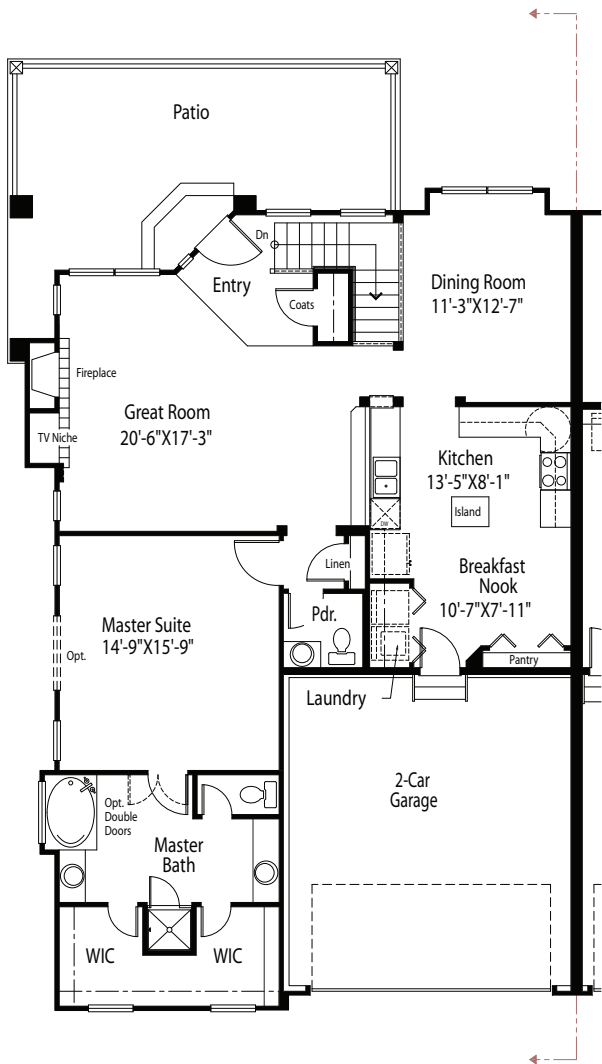 Patio
Dn
Entry
Coats
Dining Room
11'-3"X12'-7"
Fireplace
Great Room
20'-6"X17'-3"
TV Niche
Kitchen
13'-5"X8'-1"
Island
DW
Linen
Breakfast
Nook
10'-7"X7'-11"
Master Suite
14'-9"X15'-9"
Opt.
Pdr.
Pantry
Laundry
2-Car
Garage
Opt.
Double
Doors
Master
Bath
WIC
WIC